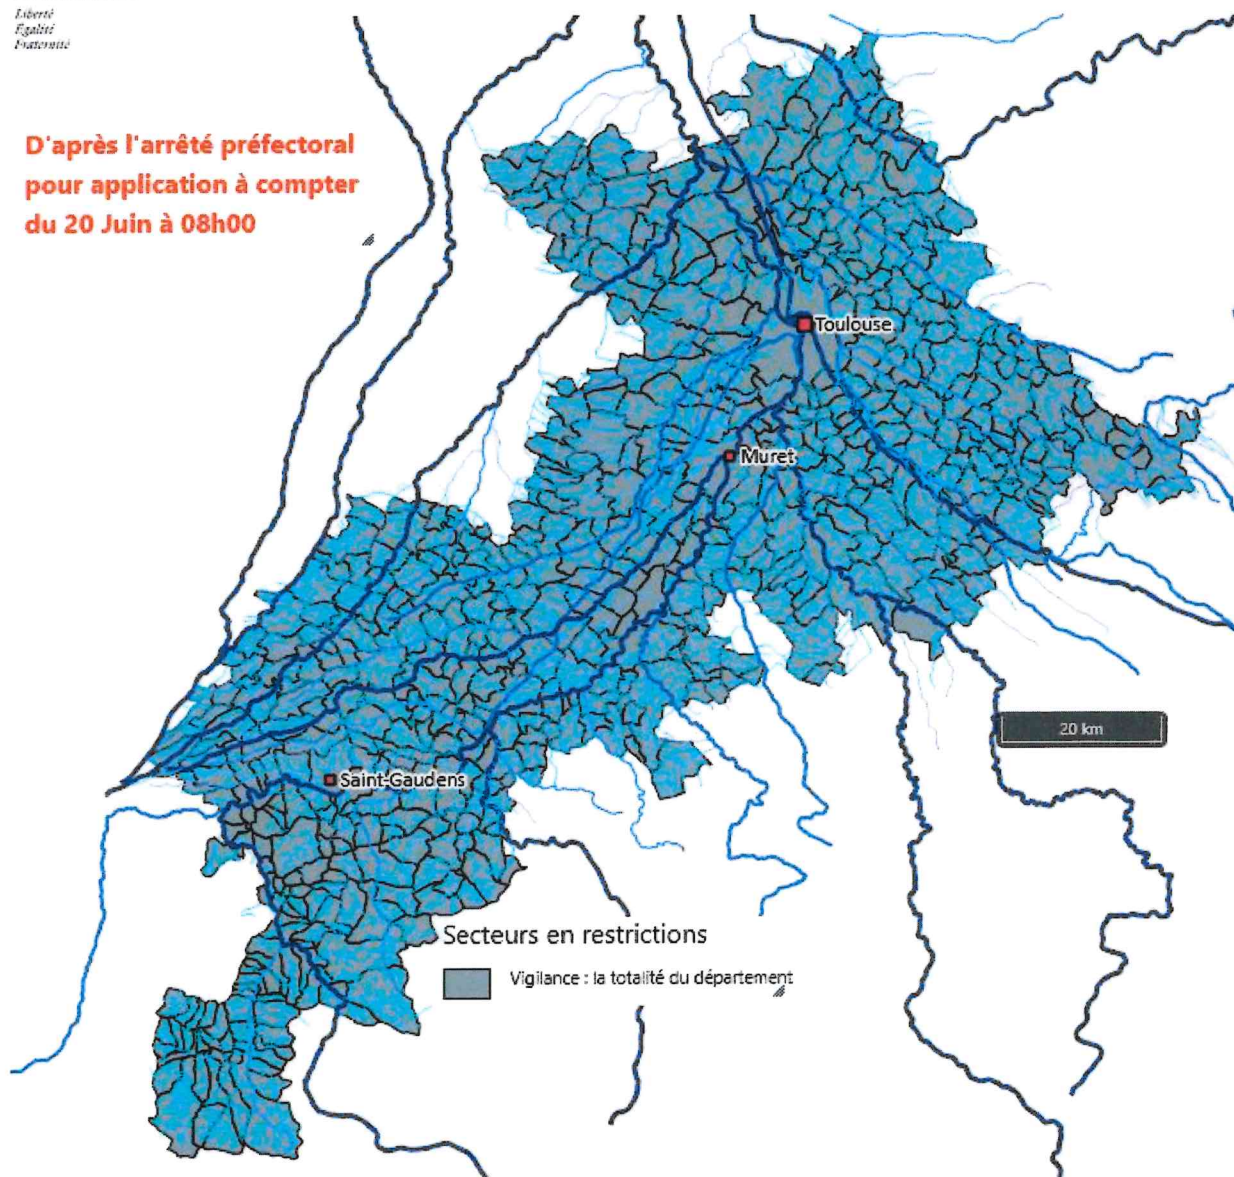 Liberté
Égalité
Fraternité
D'après l'arrêté préfectoral
pour application à compter
du 20 Juin à 08h00
Toulouse
Muret
20 km
Saint-Gaudens
Secteurs en restrictions
Vigilance : la totalité du département